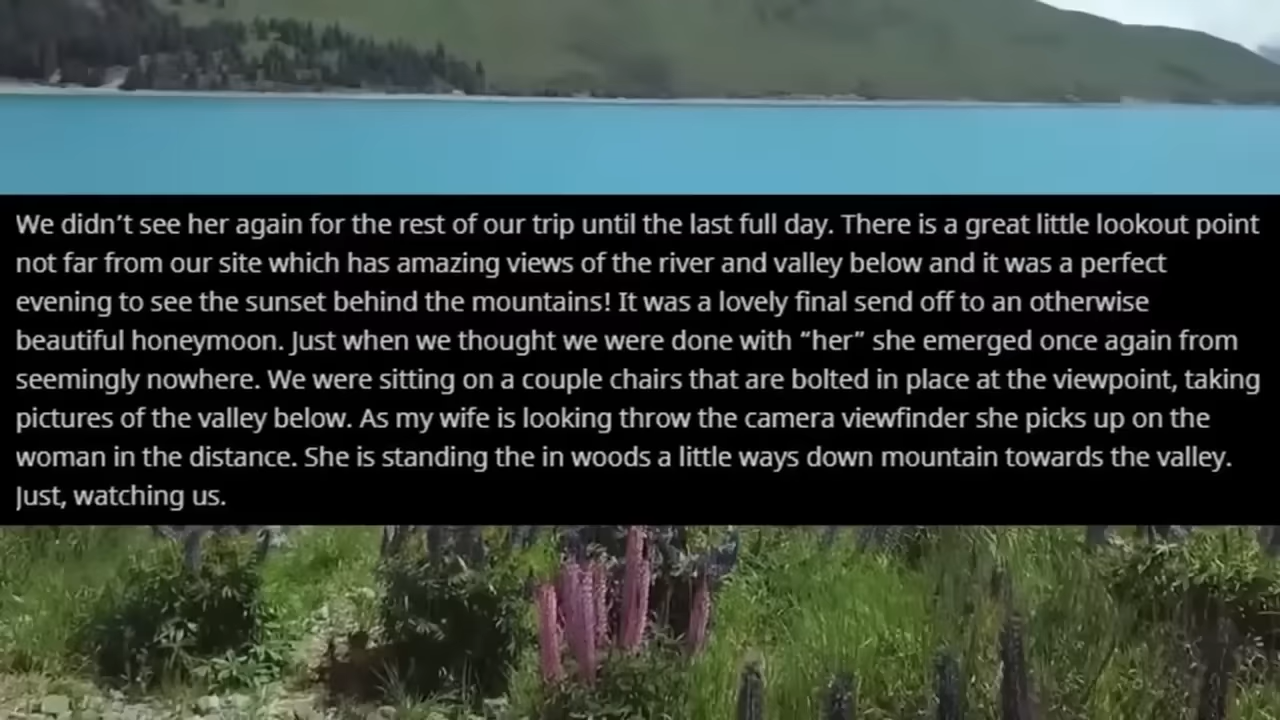 We didn’t see her again for the rest of our trip until the last full day. There is a great little lookout point
not far from our site which has amazing views of the river and valley below and it was a perfect
evening to see the sunset behind the mountains! It was a lovely final send off to an otherwise
beautiful honeymoon. Just when we thought we were done with “her” she emerged once again from
seemingly nowhere. We were sitting on a couple chairs that are bolted in place at the viewpoint, taking
pictures of the valley below. As my wife is looking throw the camera viewfinder she picks up on the
woman in the distance. She is standing the in woods a little ways down mountain towards the valley.
Just, watching us.